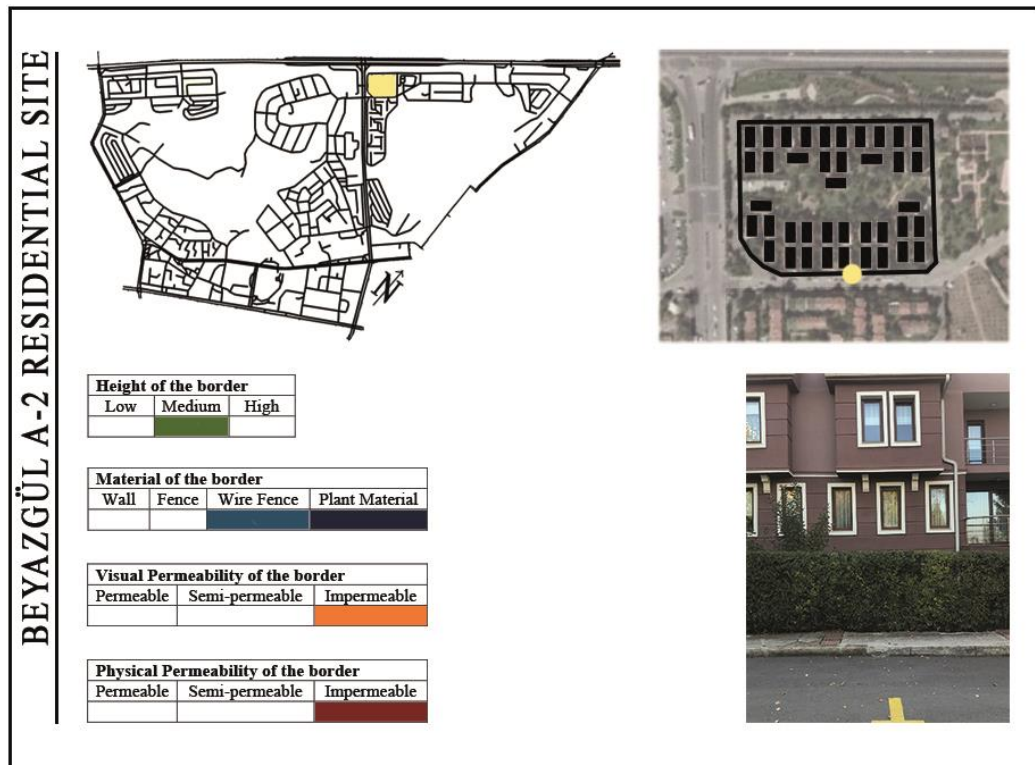 BEYAZGÜL A-2 RESIDENTIAL SITE
N
Height of the border
Low Medium High
Material of the border
Wall Fence Wire Fence Plant Material
Visual Permeability of the border
Permeable Semi-permeable Impermeable
Physical Permeability of the border
Permeable Semi-permeable Impermeable